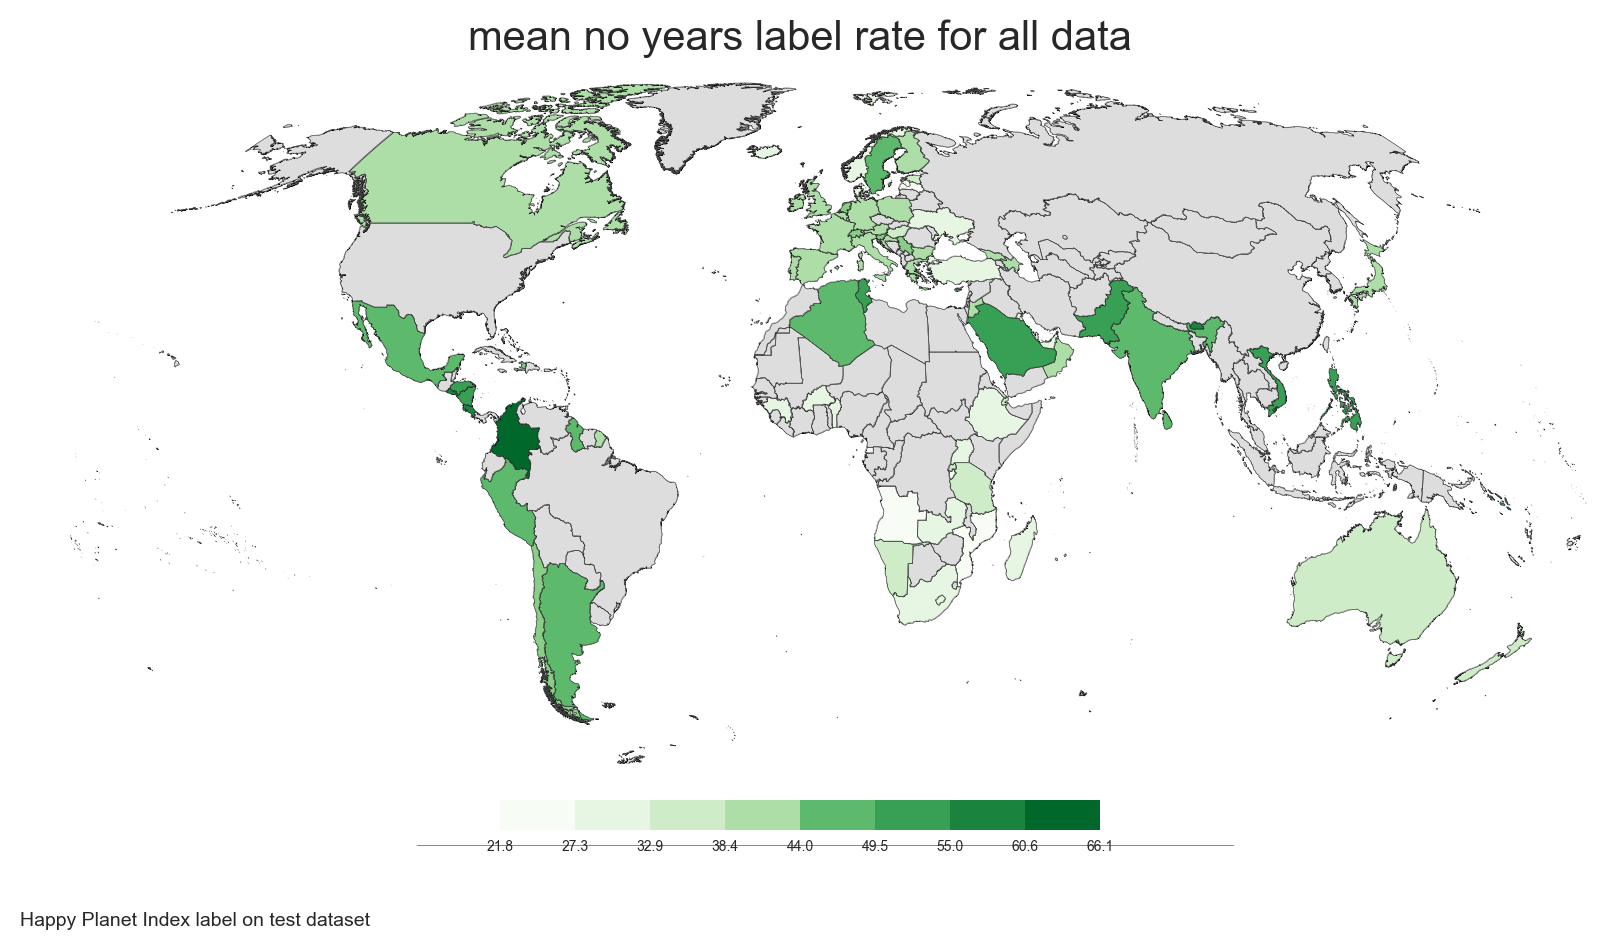 mean no years label rate for all data
21.8 27.3 32.9 38.4 44.0 49.5 55.0 60.6 66.1
Happy Planet Index label on test dataset